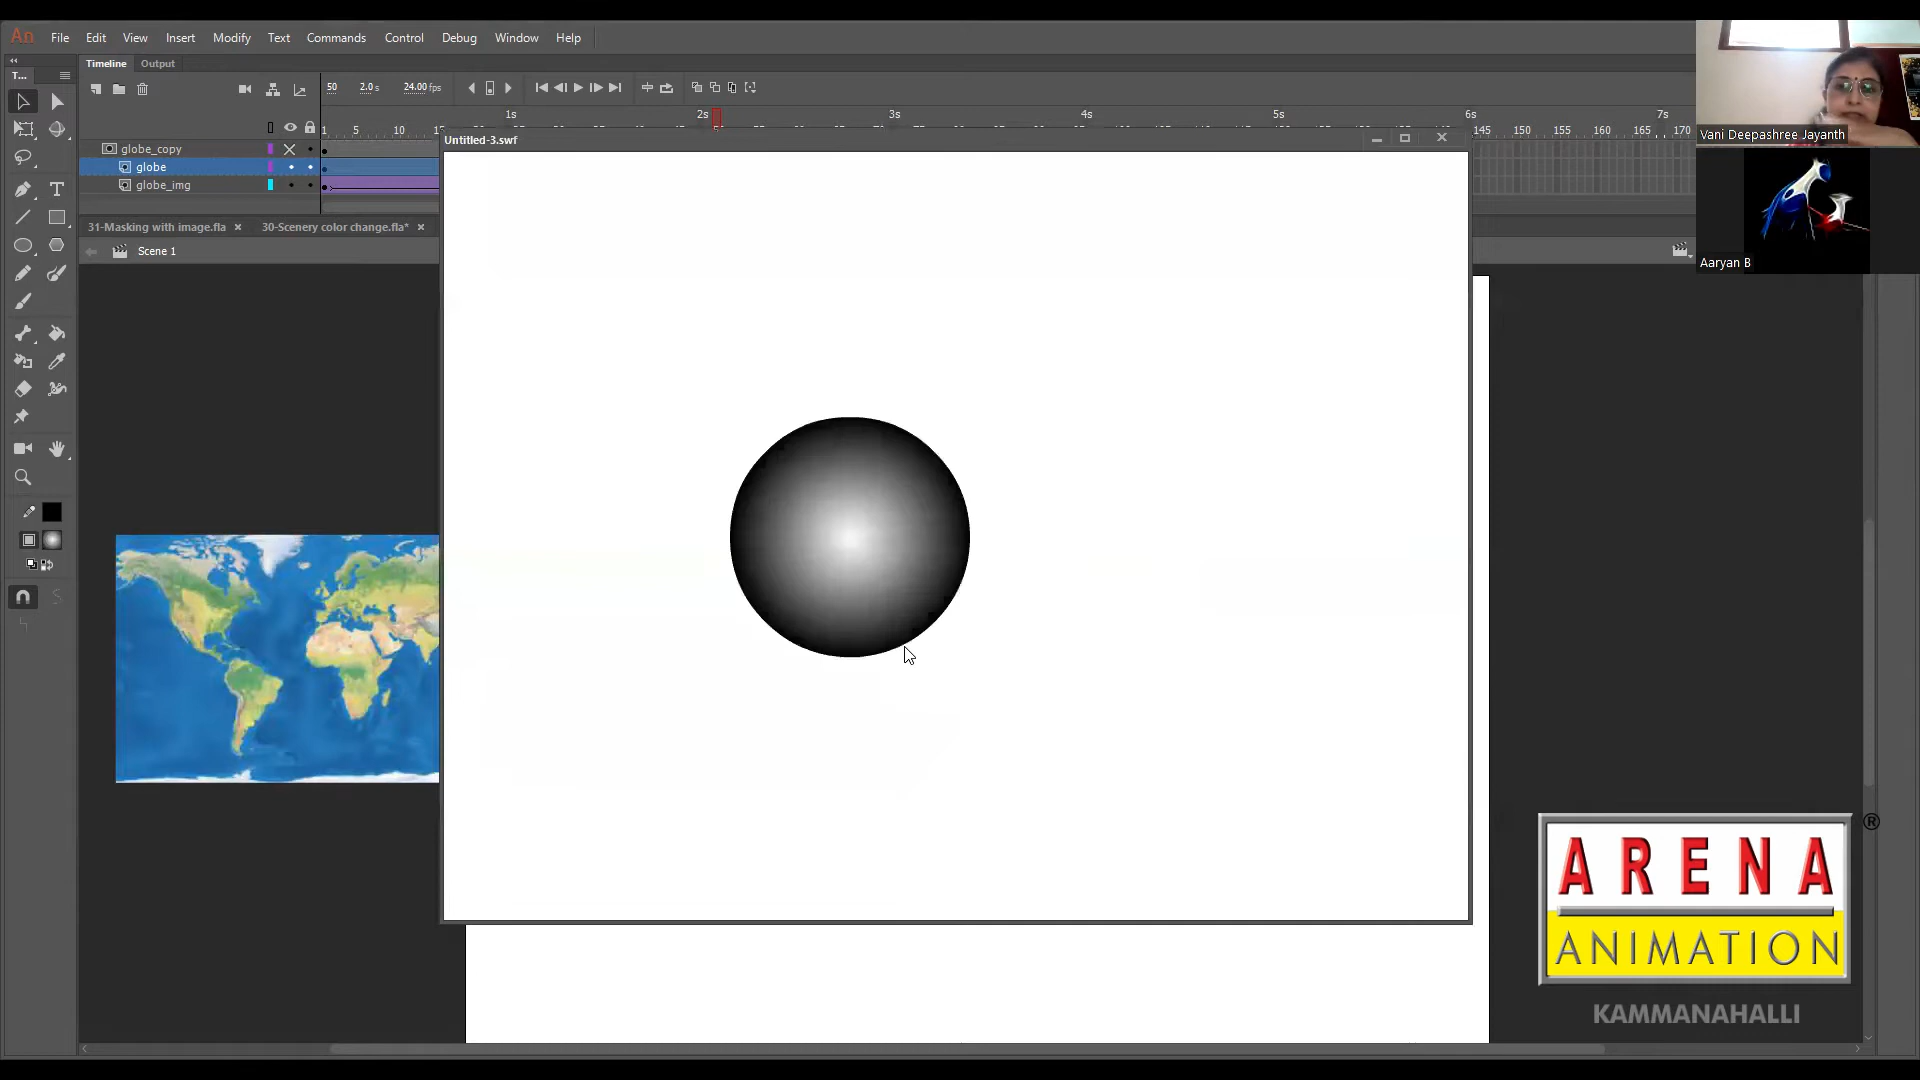 An File Edit View Insert Modify Text Commands Control Debug Window Help
Timeline Output
T...
50 2.0 s 24.00 fps
1s 2s 3s 4s 5s 6s 7s
1 5 10 15 145 150 155 160 165 170
Untitled-3.swf
globe_copy
globe
globe_img
31-Masking with image.fla 30-Scenery color change.fla*
Scene 1
T
Vani Deepashree Jayanth
Aaryan B
ARENA ®
ANIMATION
KAMMANAHALLI